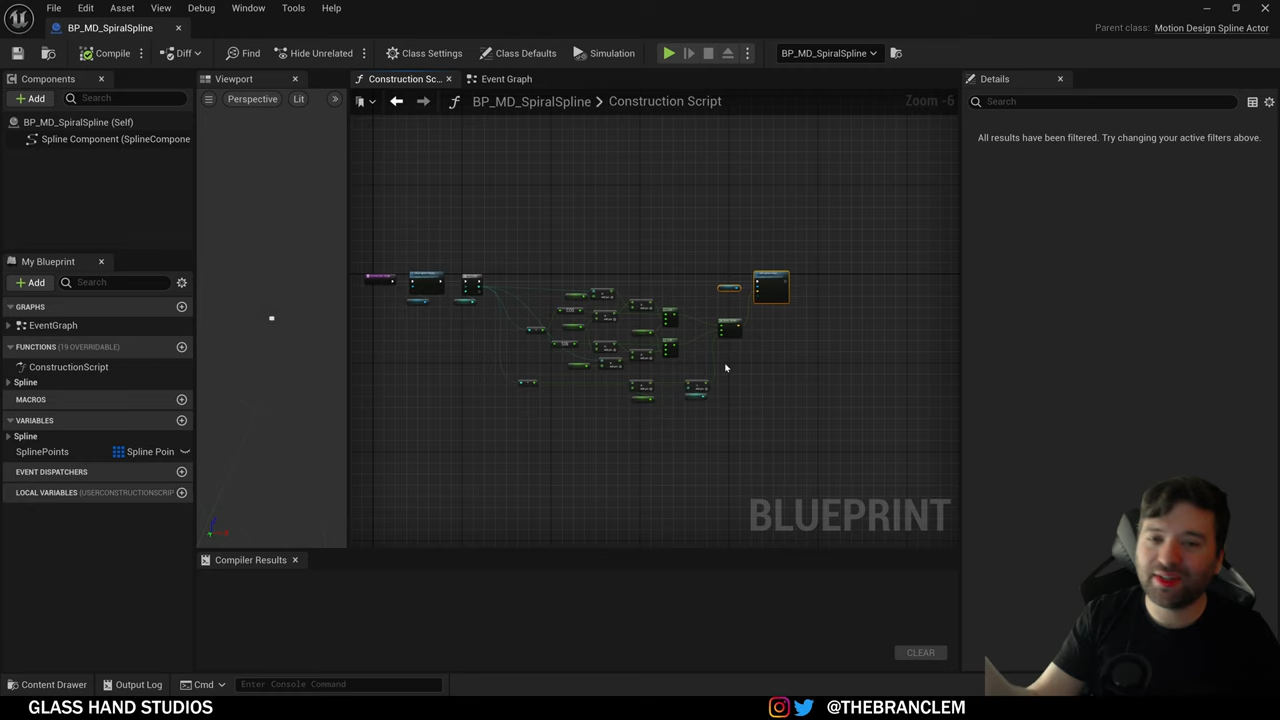 File Edit Asset View Debug Window Tools Help
BP_MD_SpiralSpline
Parent class: Motion Design Spline Actor
Compile Diff Find Hide Unrelated Class Settings Class Defaults Simulation BP_MD_SpiralSpline
Components Viewport Construction Sc... Event Graph Details
Add Search Perspective Lit BP_MD_SpiralSpline Construction Script Zoom -6 Search
BP_MD_SpiralSpline (Self)
Spline Component (SplineCompone
All results have been filtered. Try changing your active filters above.
My Blueprint
Add Search
GRAPHS
EventGraph
FUNCTIONS (19 OVERRIDABLE)
ConstructionScript
Spline
MACROS
VARIABLES
Spline
SplinePoints Spline Poin
EVENT DISPATCHERS
LOCAL VARIABLES (USERCONSTRUCTIONSCRIP
COS
SIN
BLUEPRINT
Compiler Results
CLEAR
Content Drawer Output Log Cmd Enter Console Command
GLASS HAND STUDIOS @THEBRANCLEM